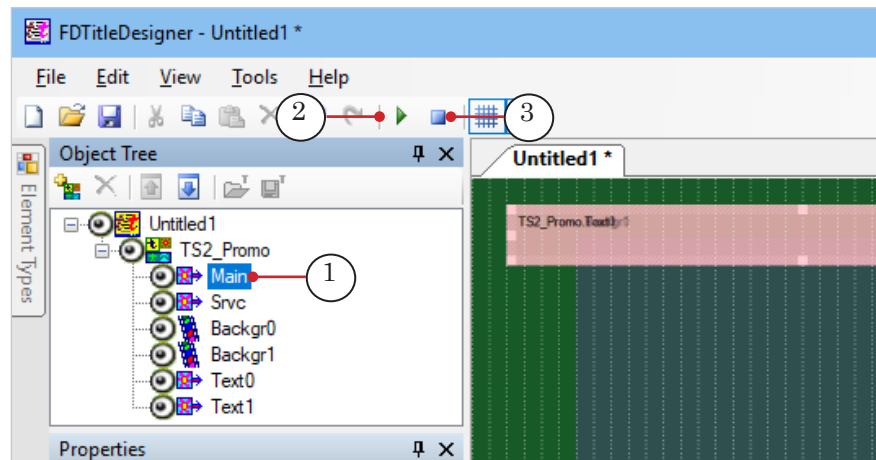 FDTitleDesigner - Untitled1 *
File Edit View Tools Help
2
3
Object Tree
Untitled1 *
Element Types
Untitled1
TS2_Promo
Main
1
Srvc
Backgr0
Backgr1
Text0
Text1
TS2_Promo.
Properties